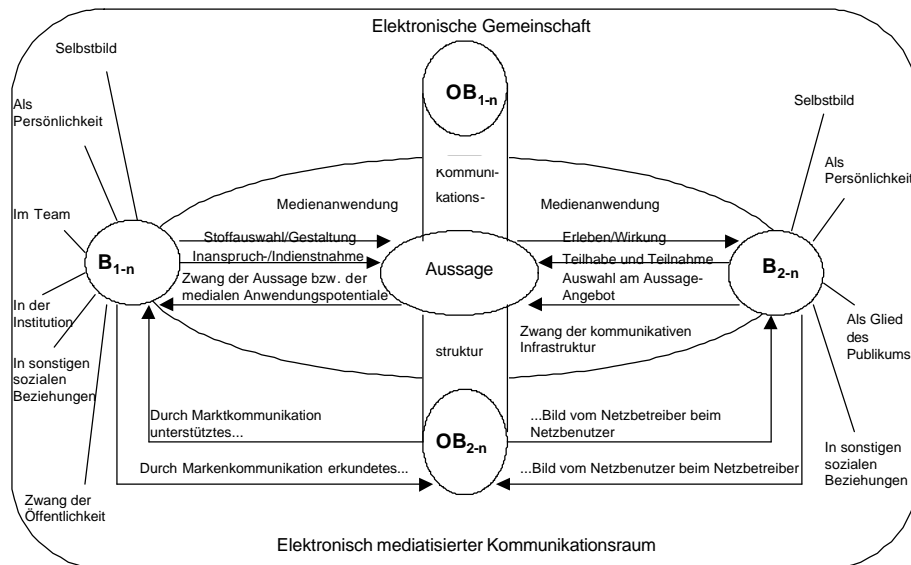 Elektronische Gemeinschaft
Selbstbild
OB1-n
Selbstbild
Als
Persönlichkeit
Als
Persönlichkeit
Kommuni-
kations-
Medienanwendung
Medienanwendung
Im Team
Stoffauswahl/Gestaltung
Erleben/Wirkung
B1-n
Inanspruch-/Indienstnahme
Aussage
Teilhabe und Teilnahme
B2-n
Zwang der Aussage bzw. der
medialen Anwendungspotentiale
Auswahl am Aussage-
Angebot
In der
Institution
Als Glied
des
Publikums
Zwang der kommunikativen
Infrastruktur
struktur
In sonstigen
sozialen
Beziehungen
Durch Marktkommunikation
unterstütztes...
OB2-n
...Bild vom Netzbetreiber beim
Netzbenutzer
In sonstigen
sozialen
Beziehungen
Durch Markenkommunikation erkundetes...
...Bild vom Netzbenutzer beim Netzbetreiber
Zwang der
Öffentlichkeit
Elektronisch mediatisierter Kommunikationsraum